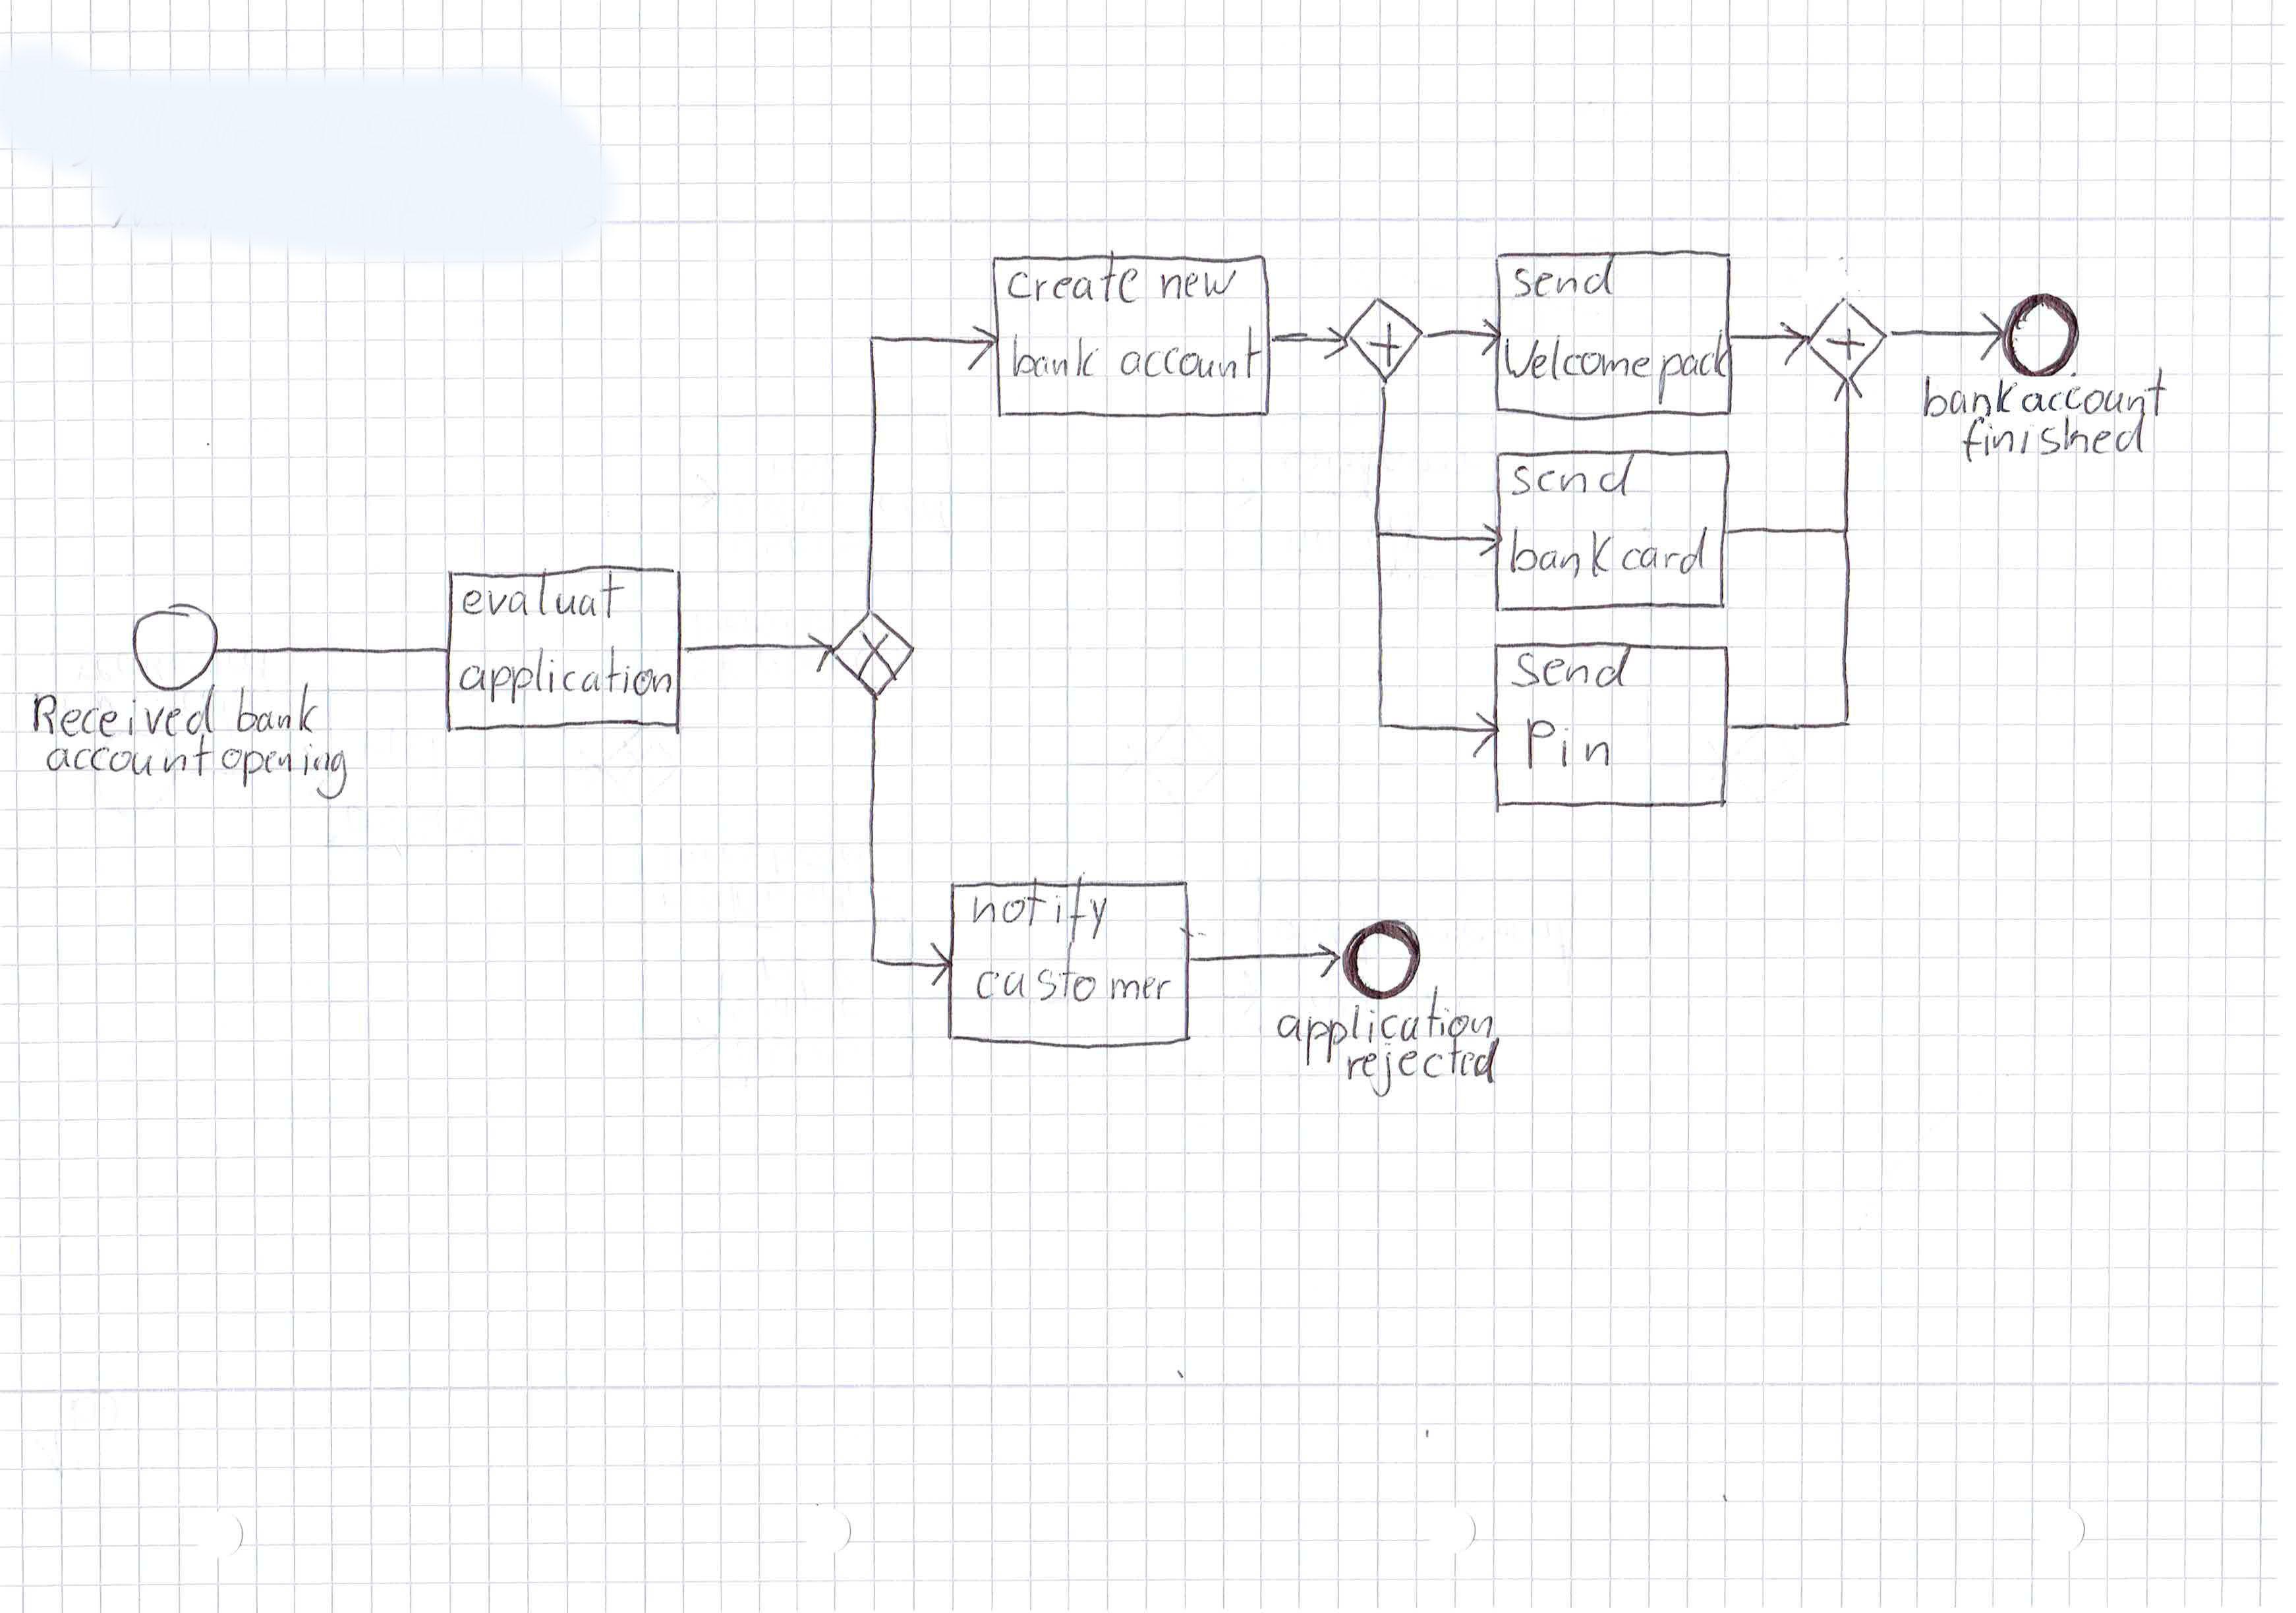 Received bank
account opening
evaluat
application
create new
bank account
send
Welcome pack
send
bank card
send
Pin
bank account
finished
notify
customer
application
rejected